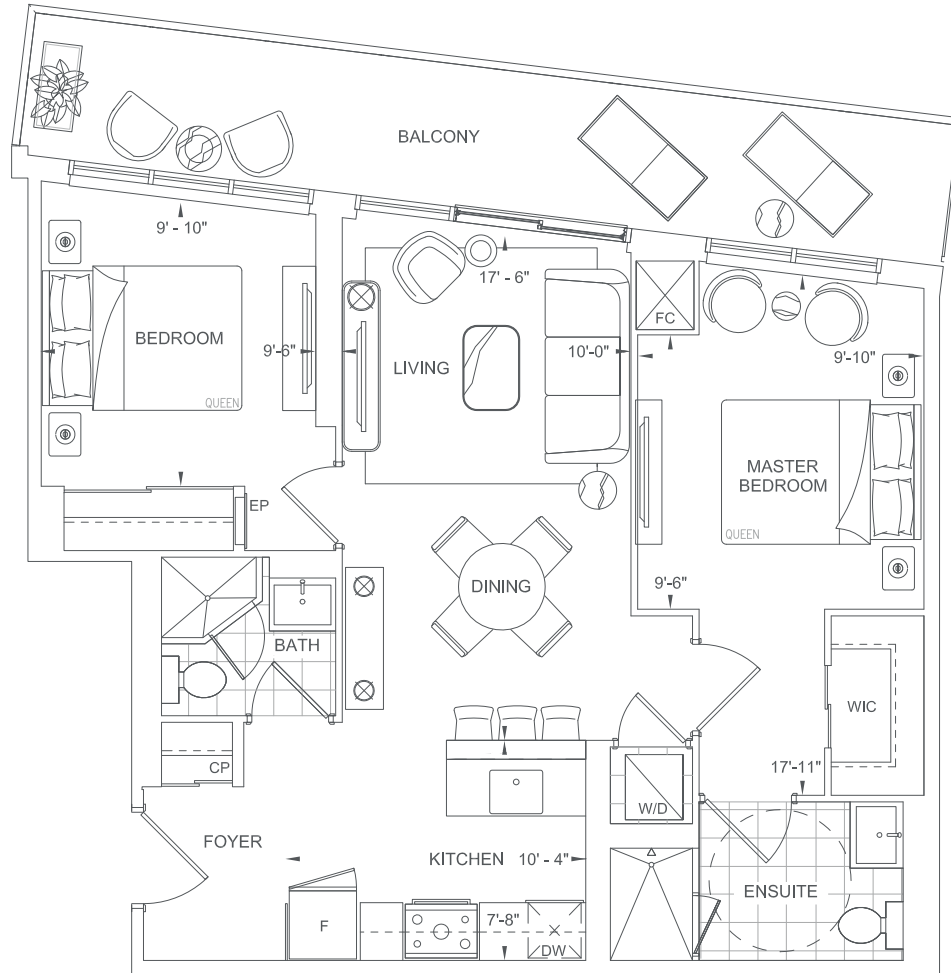 BALCONY
9' - 10"
17' - 6"
FC
BEDROOM
9'-6"
LIVING
10'-0"
9'-10"
QUEEN
MASTER
BEDROOM
QUEEN
EP
DINING
9'-6"
BATH
WIC
CP
17'-11"
W/D
FOYER
KITCHEN 10' - 4"
ENSUITE
F
7'-8"
DW